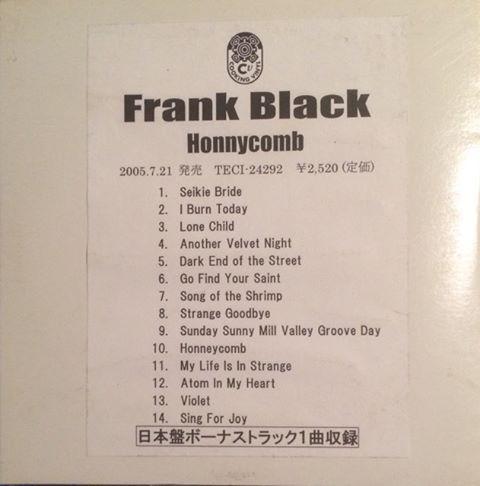 CV
COOKING VINYL
Frank Black
Honnycomb
2005.7.21 発売 TECI-24292 ¥2,520 (定価)
1. Seikie Bride
2. I Burn Today
3. Lone Child
4. Another Velvet Night
5. Dark End of the Street
6. Go Find Your Saint
7. Song of the Shrimp
8. Strange Goodbye
9. Sunday Sunny Mill Valley Groove Day
10. Honneycomb
11. My Life Is In Strange
12. Atom In My Heart
13. Violet
14. Sing For Joy
日本盤ボーナストラック1曲収録